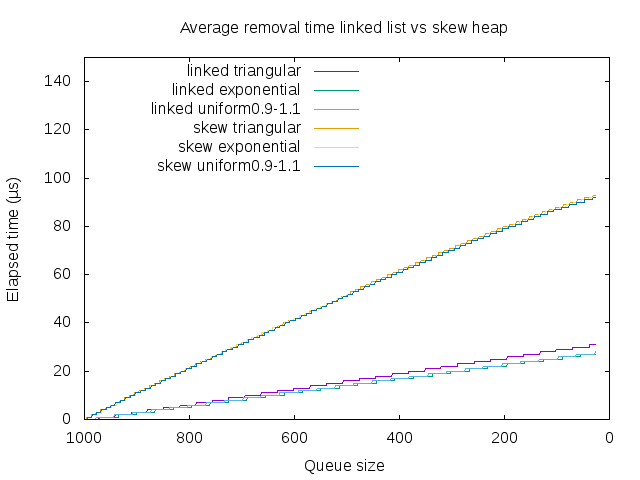 Average removal time linked list vs skew heap
linked triangular
linked exponential
linked uniform0.9-1.1
skew triangular
skew exponential
skew uniform0.9-1.1
Elapsed time (µs)
140
120
100
80
60
40
20
0
1000 800 600 400 200 0
Queue size